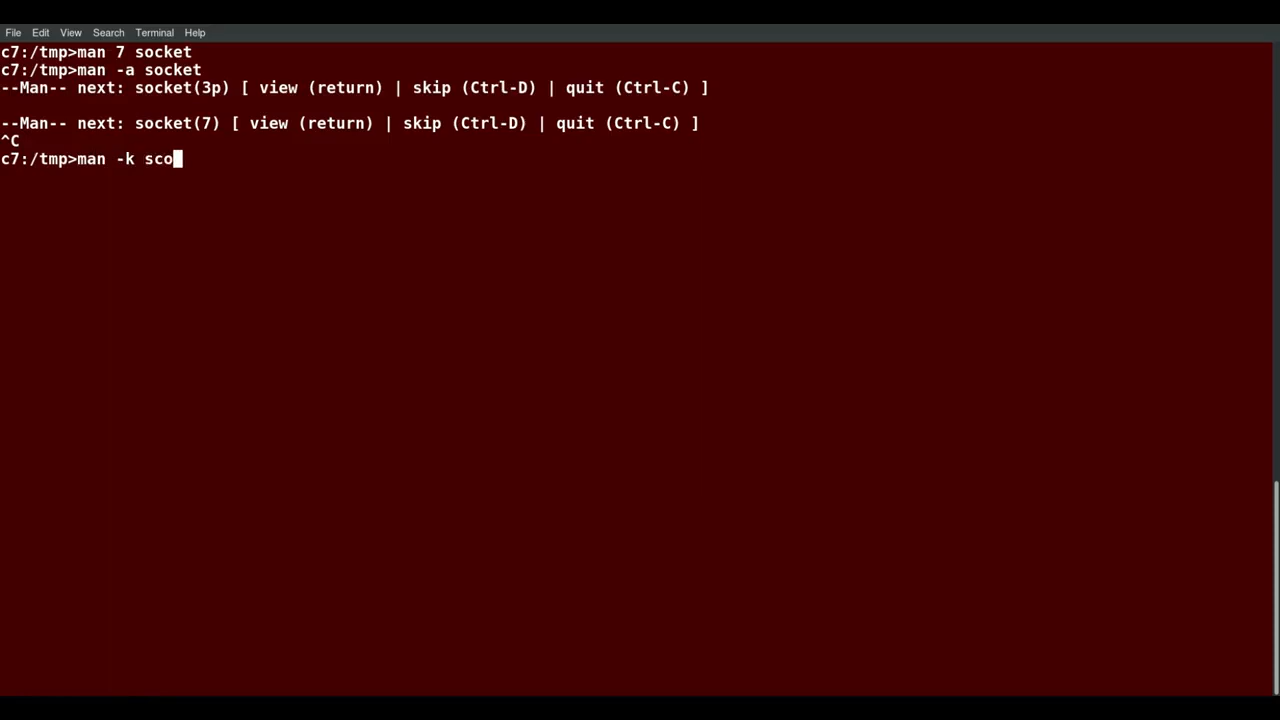 File Edit View Search Terminal Help
c7:/tmp>man 7 socket
c7:/tmp>man -a socket
--Man-- next: socket(3p) [ view (return) | skip (Ctrl-D) | quit (Ctrl-C) ]
--Man-- next: socket(7) [ view (return) | skip (Ctrl-D) | quit (Ctrl-C) ]
^C
c7:/tmp>man -k sco